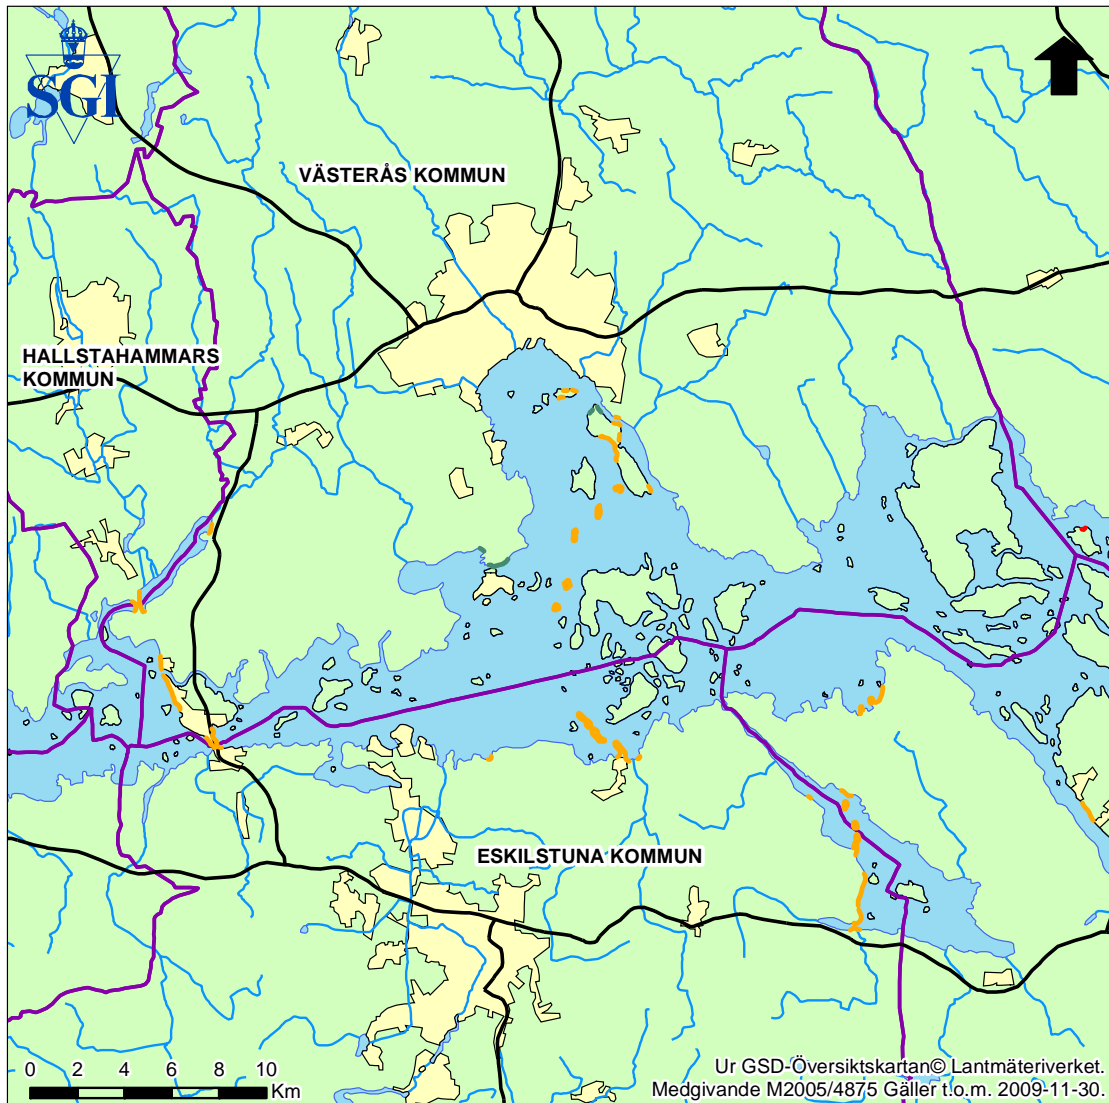 SGI
VÄSTERÅS KOMMUN
HALLSTAHAMMARS
KOMMUN
ESKILSTUNA KOMMUN
0 2 4 6 8 10
Km
Ur GSD-Översiktskartan© Lantmäteriverket.
Medgivande M2005/4875 Gäller t.o.m. 2009-11-30.